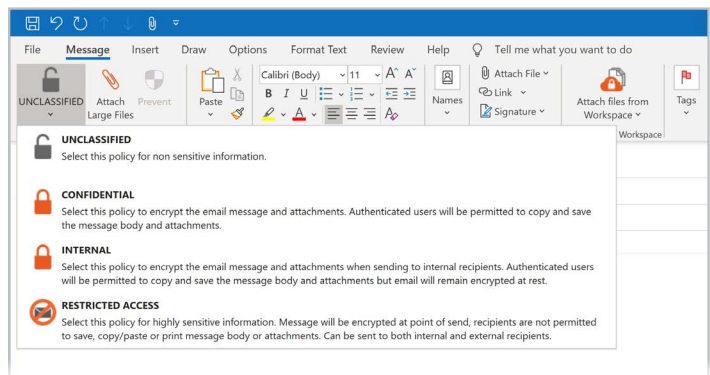 File Message Insert Draw Options Format Text Review Help Tell me what you want to do
UNCLASSIFIED
Attach
Large Files
Prevent
Paste
Calibri (Body) 11 A^ Aˇ
B I U
A A
Names
Attach File
Link
Signature
Attach files from
Workspace
Tags
Workspace
UNCLASSIFIED
Select this policy for non sensitive information.
CONFIDENTIAL
Select this policy to encrypt the email message and attachments. Authenticated users will be permitted to copy and save
the message body and attachments.
INTERNAL
Select this policy to encrypt the email message and attachments when sending to internal recipients. Authenticated users
will be permitted to copy and save the message body and attachments but email will remain encrypted at rest.
RESTRICTED ACCESS
Select this policy for highly sensitive information. Message will be encrypted at point of send, recipients are not permitted
to save, copy/paste or print message body or attachments. Can be sent to both internal and external recipients.